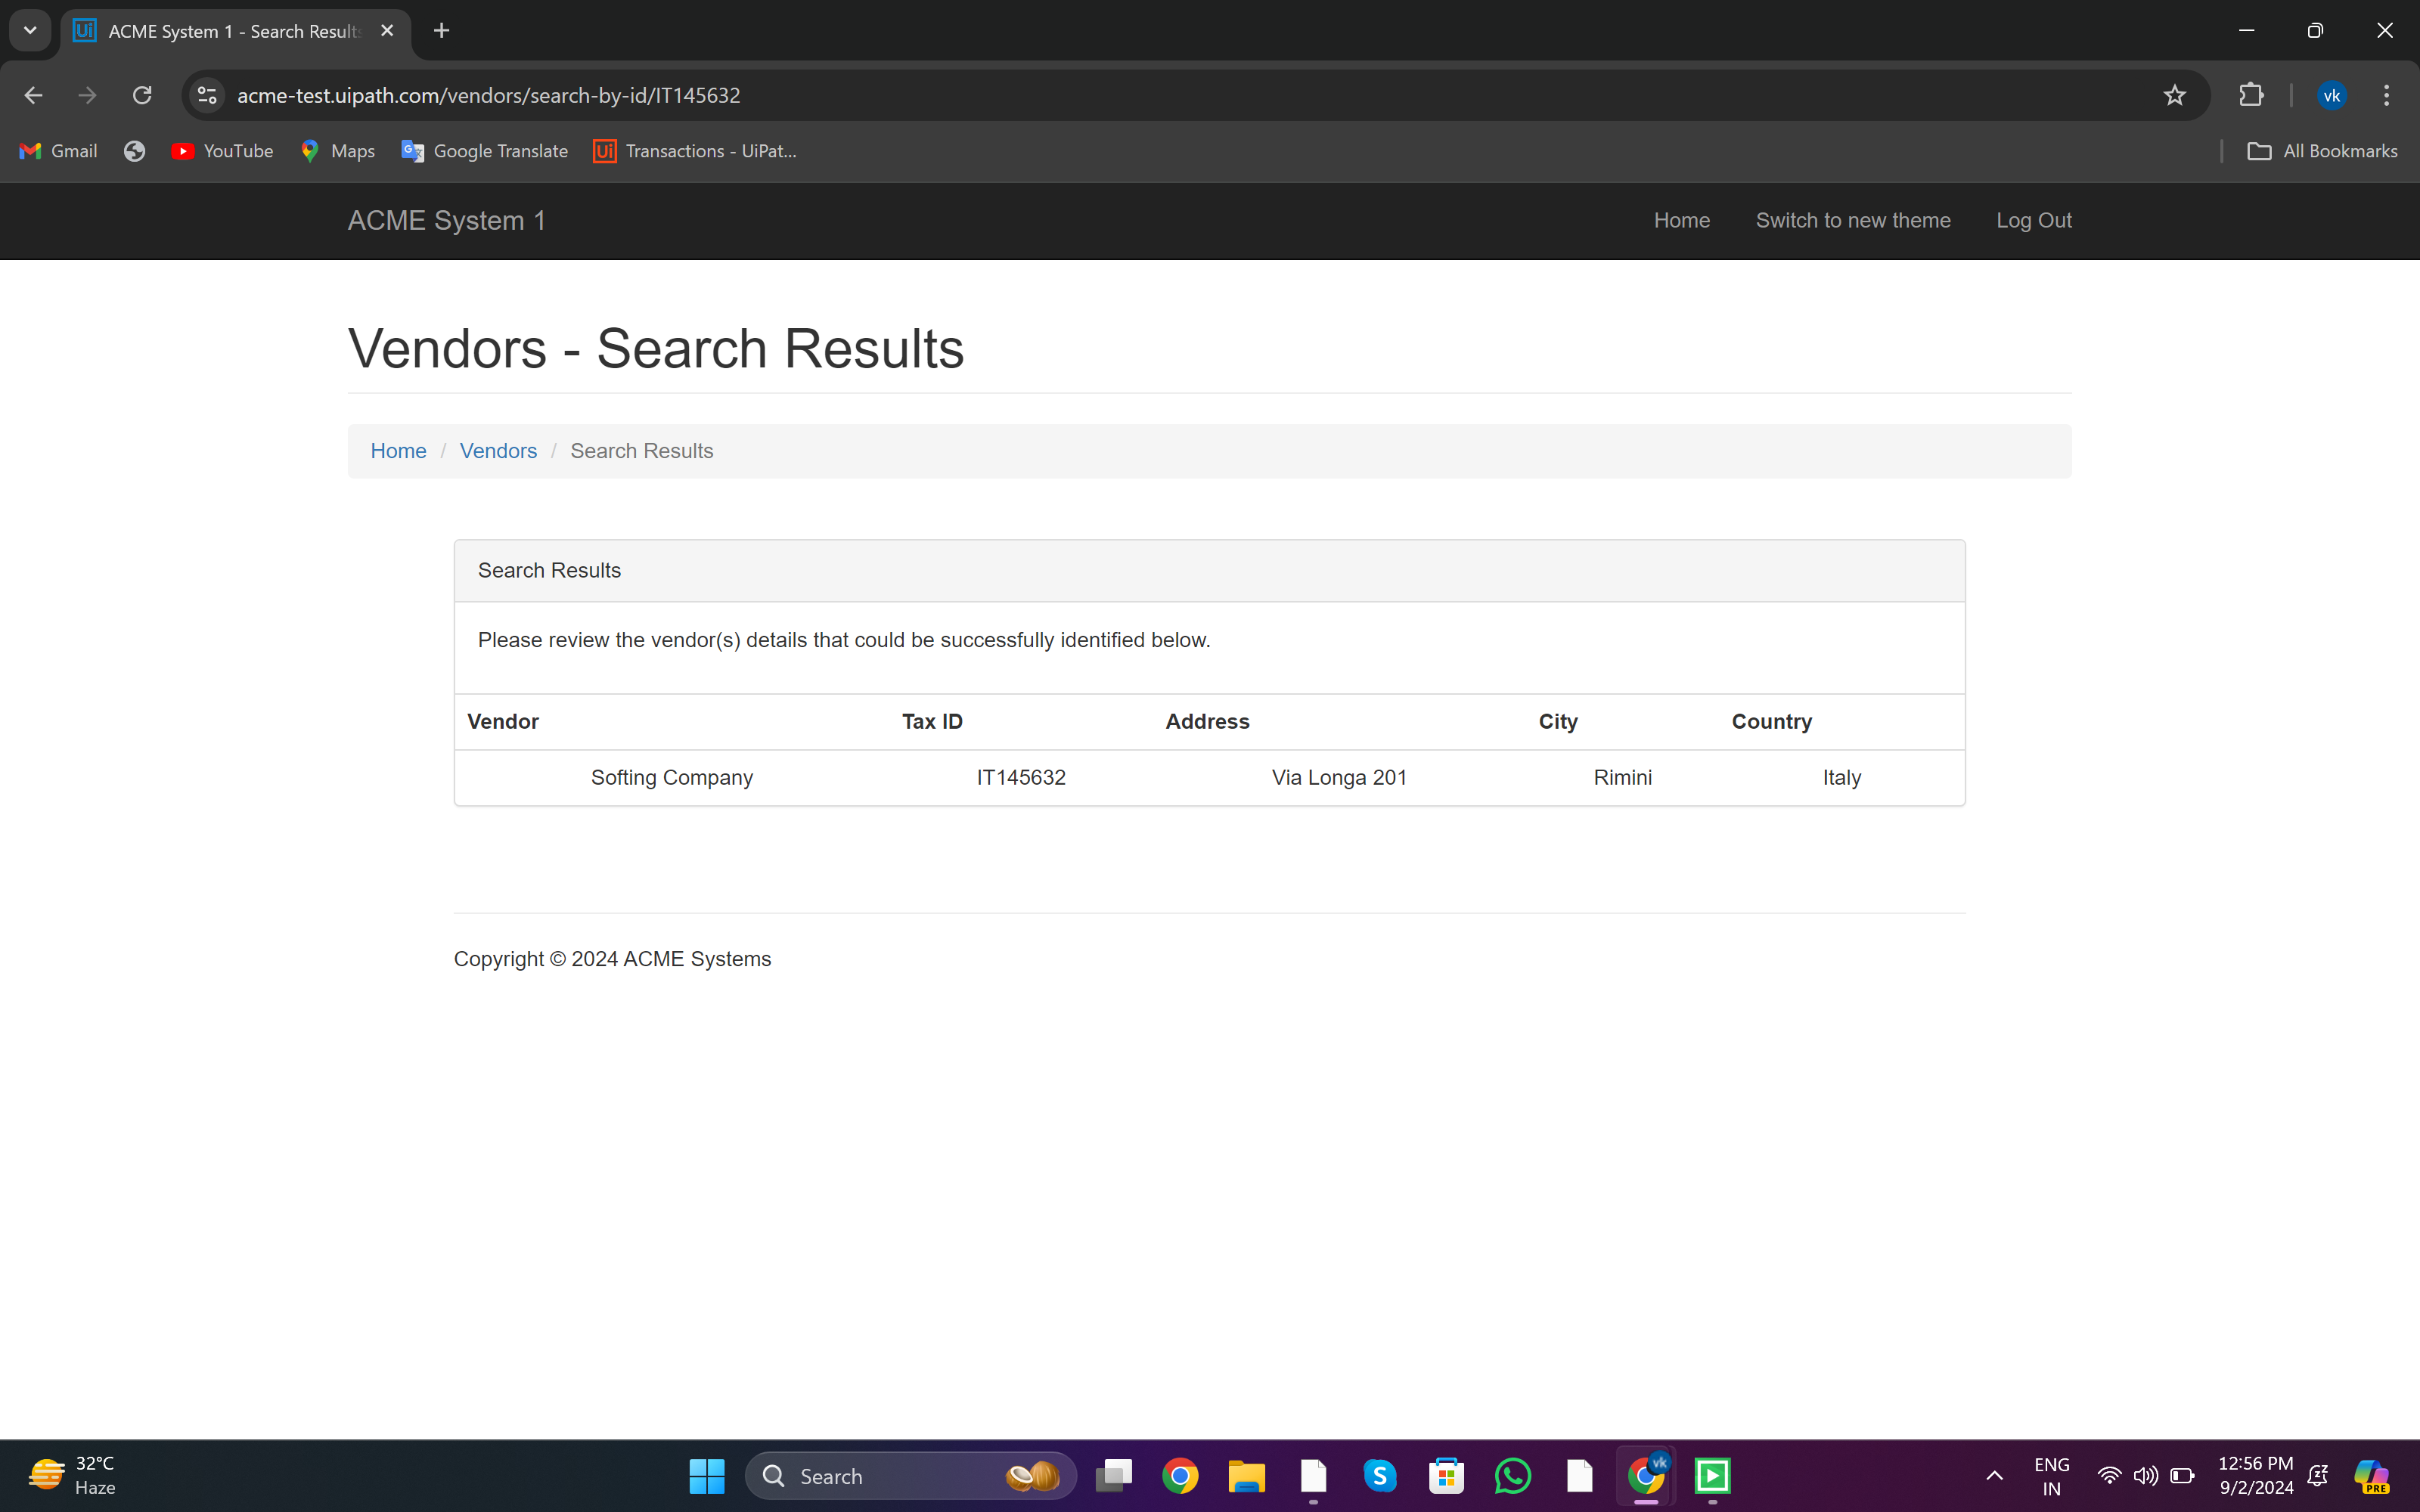 ACME System 1 - Search Results
acme-test.uipath.com/vendors/search-by-id/IT145632
vk
Gmail
YouTube
Maps
Google Translate
Transactions - UiPat...
All Bookmarks
ACME System 1
Home
Switch to new theme
Log Out
Vendors - Search Results
Home / Vendors / Search Results
Search Results
Please review the vendor(s) details that could be successfully identified below.
Vendor Tax ID Address City Country
Softing Company IT145632 Via Longa 201 Rimini Italy
Copyright © 2024 ACME Systems
32°C
Haze
Search
vk
ENG
IN
12:56 PM
9/2/2024
PRE